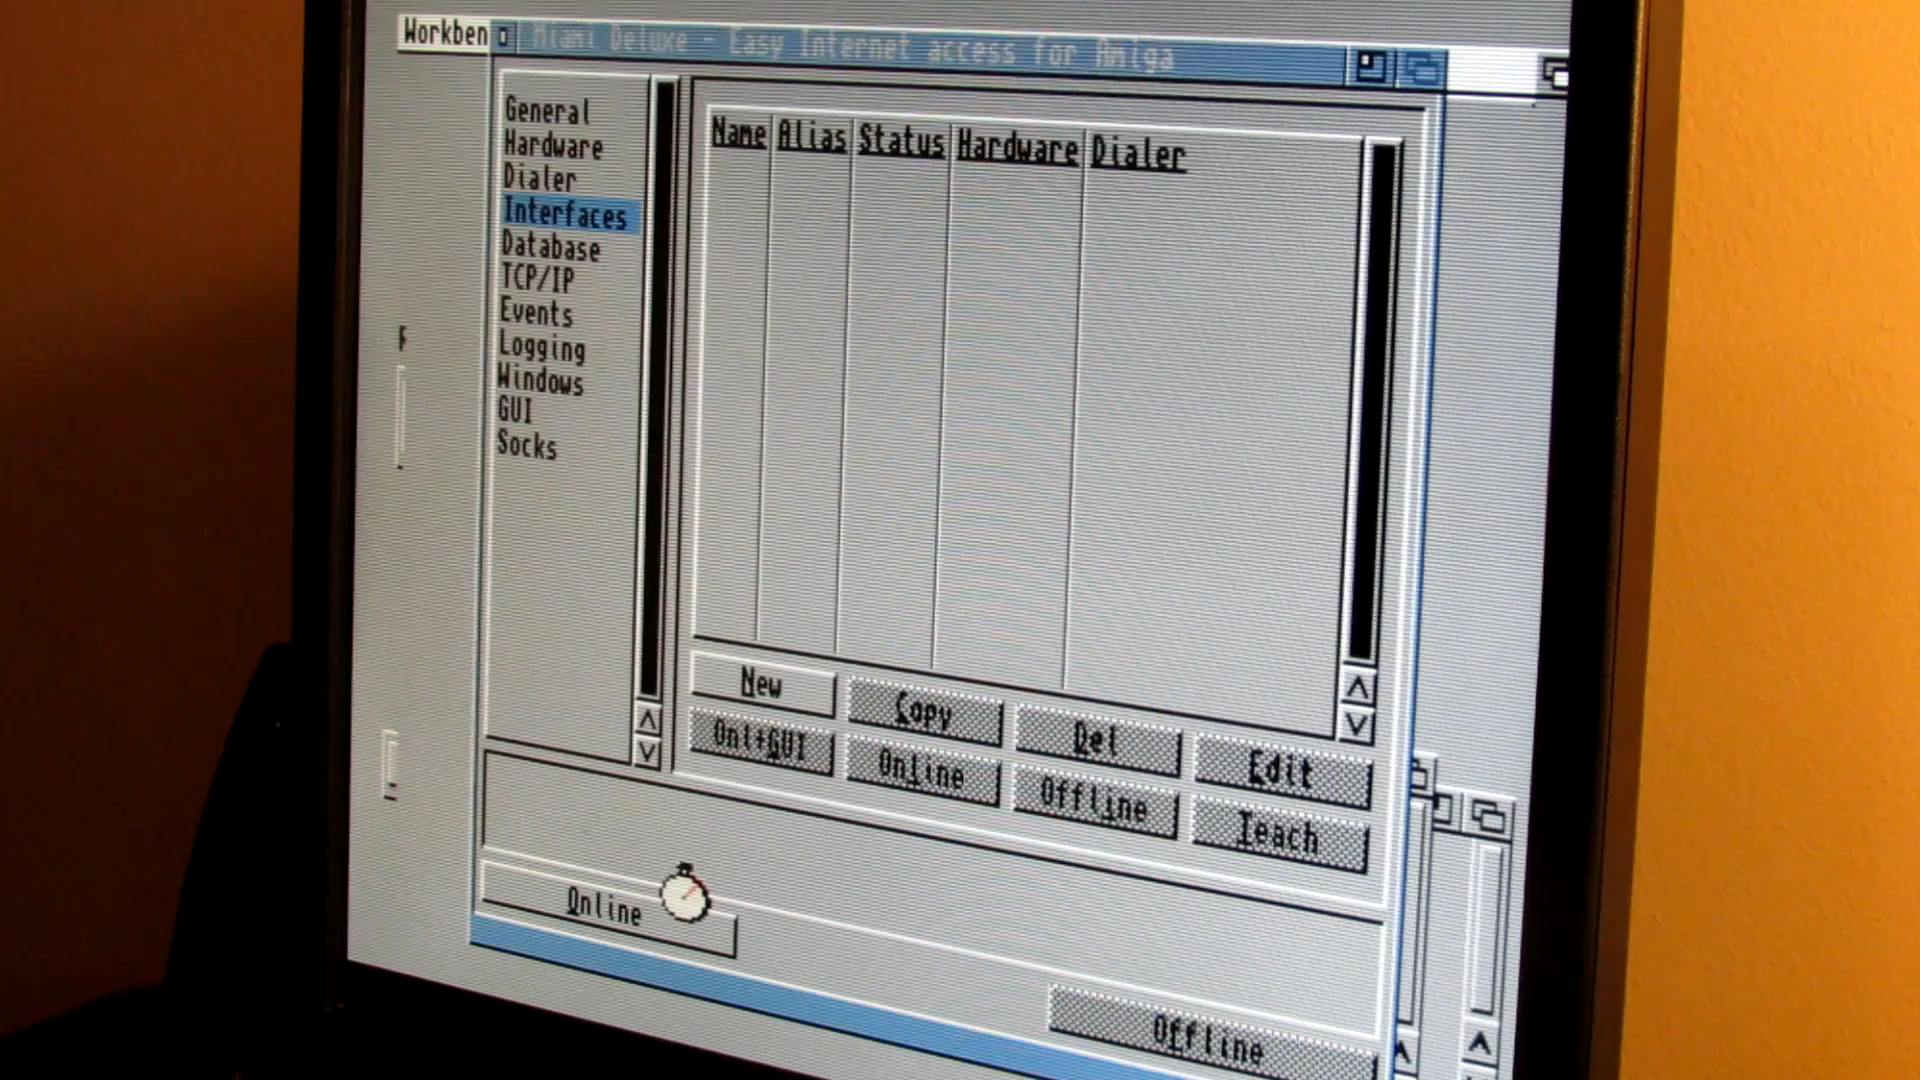 Workben
Miami Deluxe - Easy Internet access for Amiga
General
Hardware
Dialer
Interfaces
Database
TCP/IP
Events
Logging
Windows
GUI
Socks
Name Alias Status Hardware Dialer
New Copy Del Edit
Onl+GUI Online Offline Teach
Online
Offline